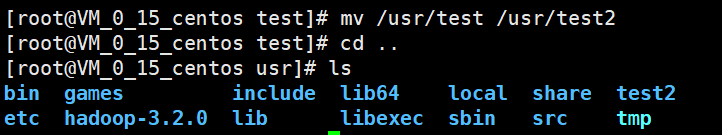 [root@VM_0_15_centos test]# mv /usr/test /usr/test2
[root@VM_0_15_centos test]# cd ..
[root@VM_0_15_centos usr]# ls
bin  games         include  lib64    local  share  test2
etc  hadoop-3.2.0  lib      libexec  sbin   src    tmp